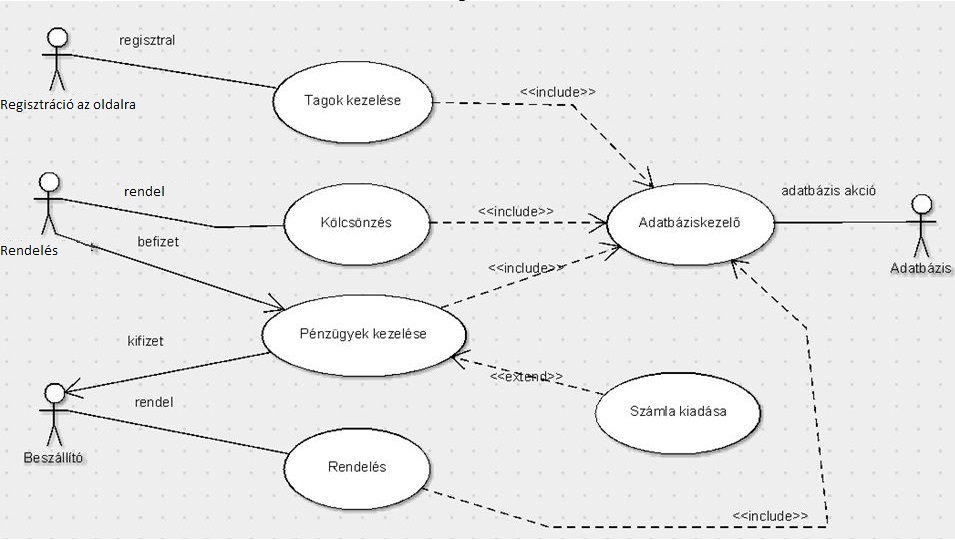 regisztral
Regisztráció az oldalra
Tagok kezelése
<<include>>
rendel
Rendelés
Kölcsönzés
<<include>>
Adatbáziskezelő
adatbázis akció
Adatbázis
befizet
<<include>>
Pénzügyek kezelése
kifizet
<<extend>>
Számla kiadása
rendel
Beszállító
Rendelés
<<include>>